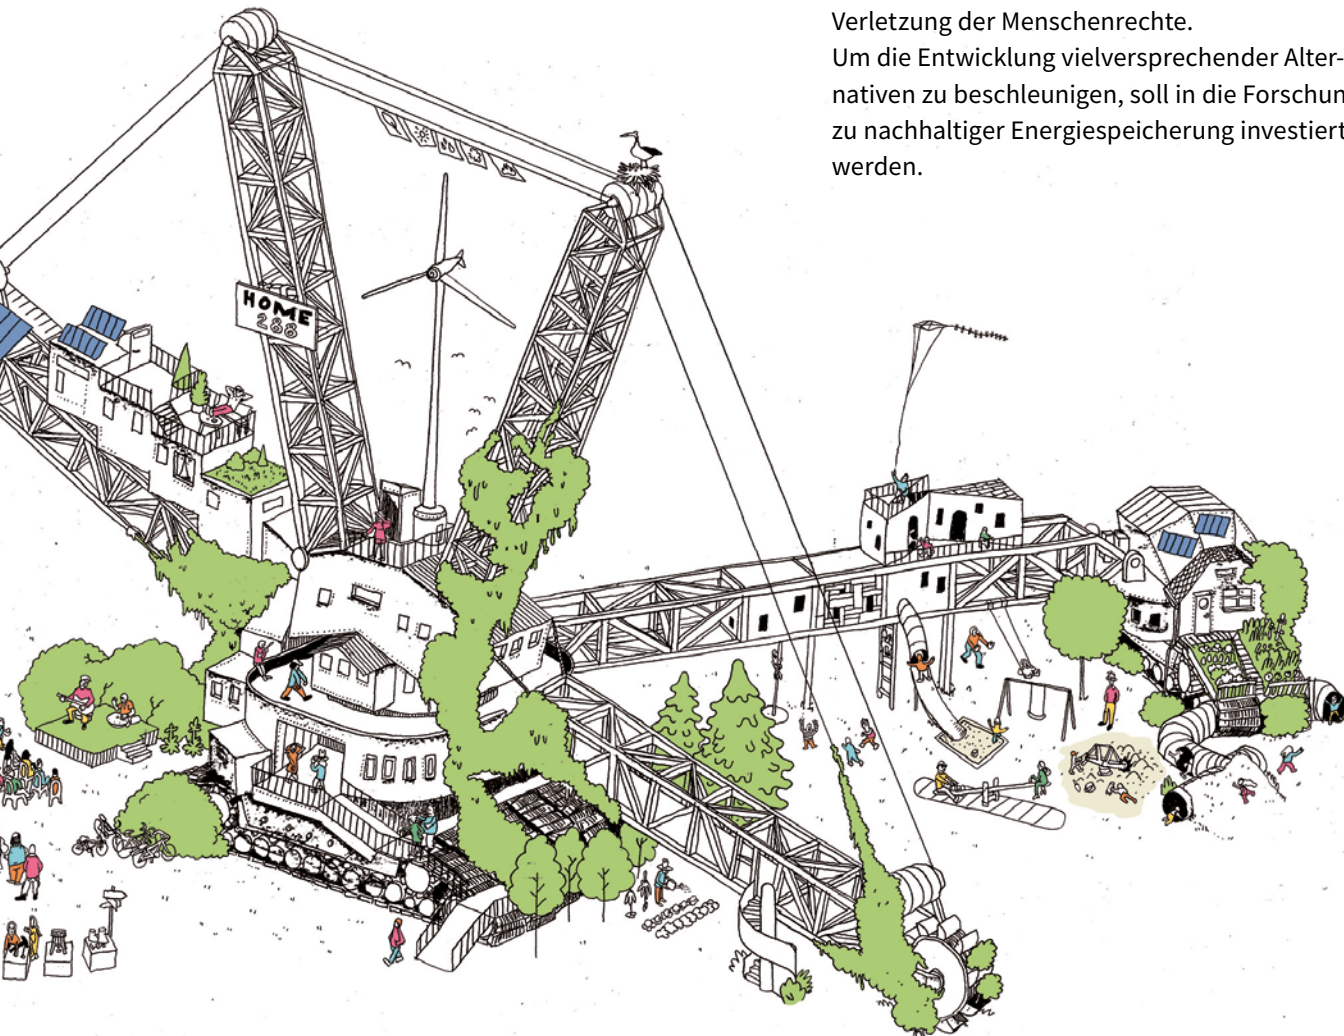 Verletzung der Menschenrechte.
Um die Entwicklung vielversprechender Alter-
nativen zu beschleunigen, soll in die Forschun
zu nachhaltiger Energiespeicherung investiert
werden.
HOME
288